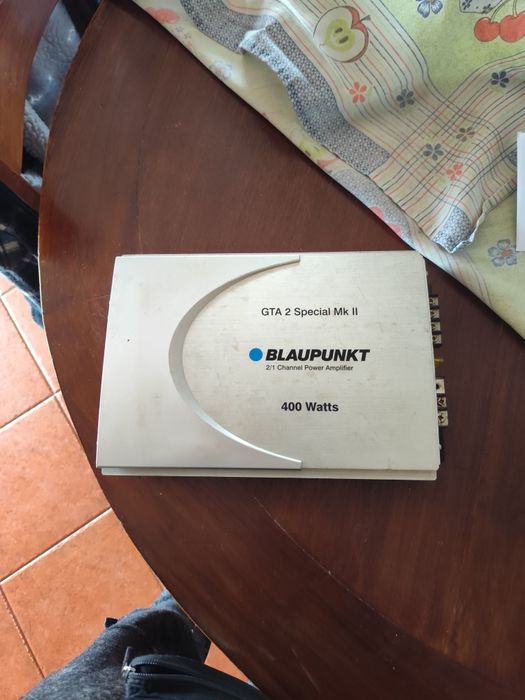 GTA 2 Special Mk II
BLAUPUNKT
2/1 Channel Power Amplifier
400 Watts